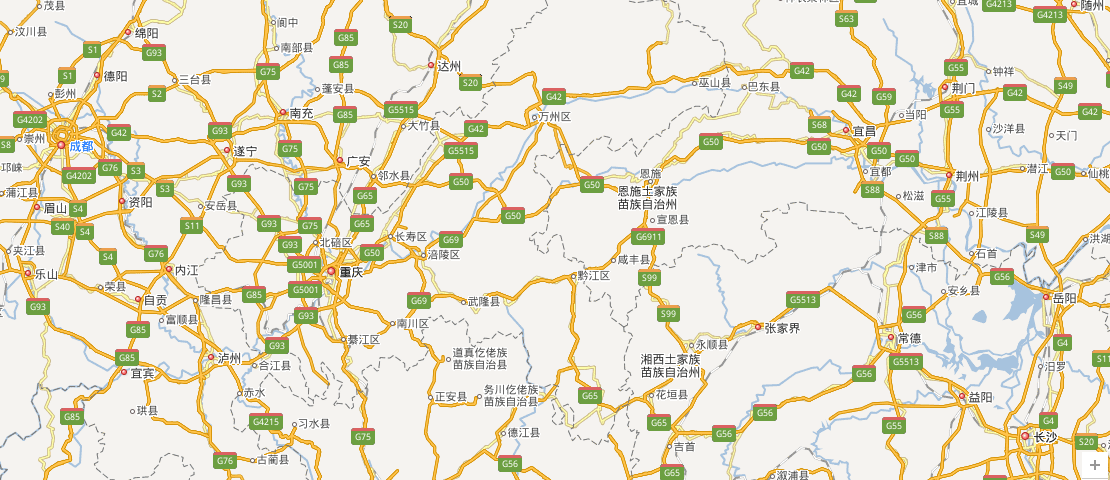 茂县
阆中
S20
S63
宜城
G4213
G4213
随州
汶川县
绵阳
S1
G93
南部县
G85
G85
达州
G42
G55
钟祥
德阳
S1
三台县
G75
蓬安县
S20
巫山县
巴东县
荆门
S49
彭州
S2
南充
G85
G5515
G42
万州区
G42
G59
G42
G55
G42
当阳
G4202
G42
G93
大竹县
G42
S68
宜昌
沙洋县
天门
崇州
S8
成都
遂宁
G75
G5515
G50
S60
G50
G50
广安
邛崃
G4202
G76
S3
S3
G93
G75
邻水县
G50
G50
恩施
宜都
荆州
潜江
G50
仙桃
蒲江县
恩施土家族
苗族自治州
S88
松滋
G55
眉山
S4
资阳
安岳县
G65
G50
宣恩县
江陵县
S40
S4
S11
G93
G75
G65
长寿区
G69
G6911
S88
S49
洪湖
夹江县
S4
G76
G93
北碚区
G50
涪陵区
咸丰县
石首
乐山
内江
G5001
重庆
黔江区
S99
津市
G56
荣县
G5001
安乡县
G93
自贡
隆昌县
G85
G69
武隆县
G5513
岳阳
富顺县
G93
南川区
S99
G56
G85
张家界
G93
綦江区
永顺县
常德
G4
G85
泸州
道真仡佬族
苗族自治县
湘西土家族
苗族自治州
G5513
S11
宜宾
合江县
G56
汨罗
赤水
正安县
务川仡佬族
苗族自治县
G65
花垣县
益阳
珙县
G85
G4215
习水县
G65
G56
G55
G4
德江县
G56
长沙
G75
吉首
S20
G76
古蔺县
G56
G65
溆浦县